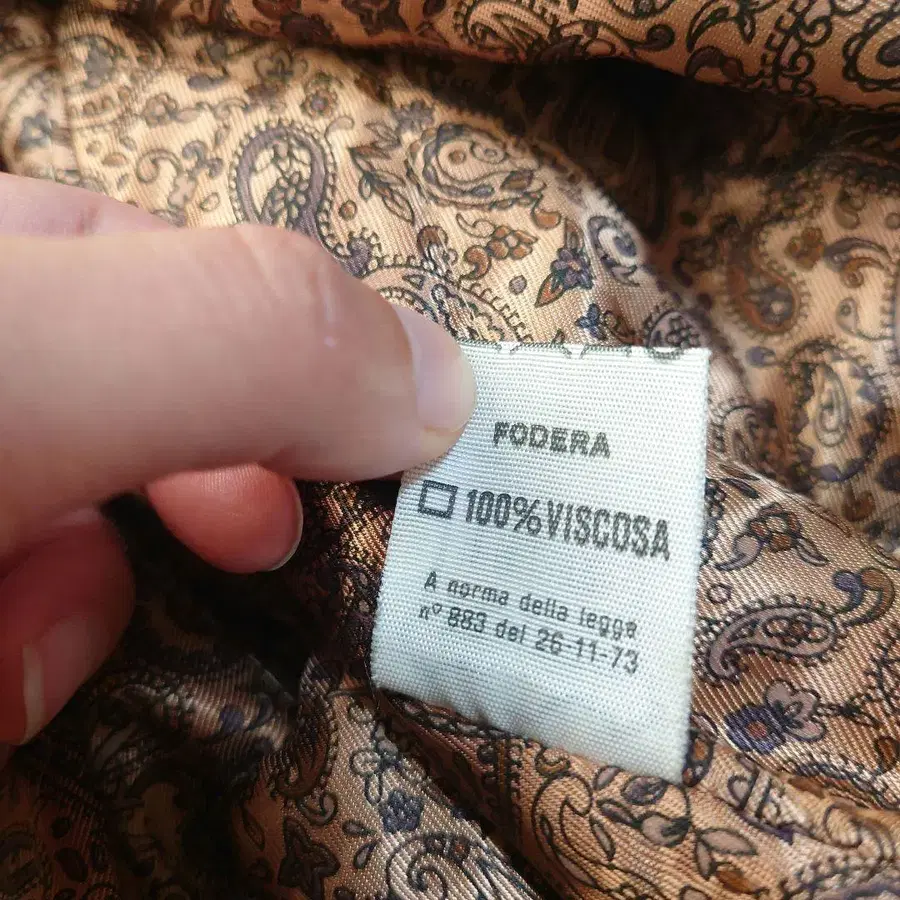 FODERA
100% VISCOSA
A norma della legge
n° 883 del 26-11-73